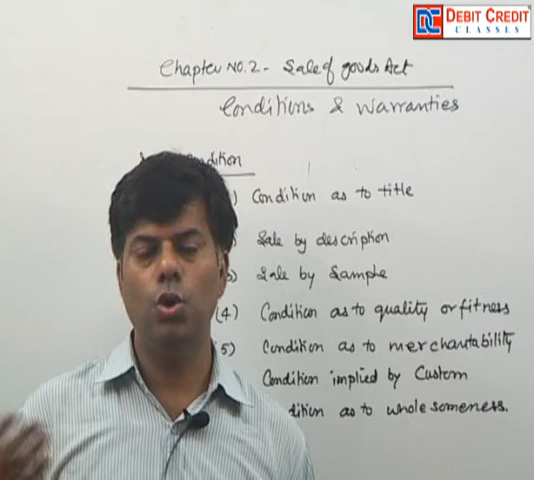 DEBIT CREDIT
CLASSES
Chapter No. 2 - Sale of goods Act
Conditions & Warranties
dition
) Condition as to title
) Sale by description
) Sale by Sample
(4) Condition as to quality or fitness
5) Condition as to merchantability
Condition implied by Custom
dition as to wholesomeness.